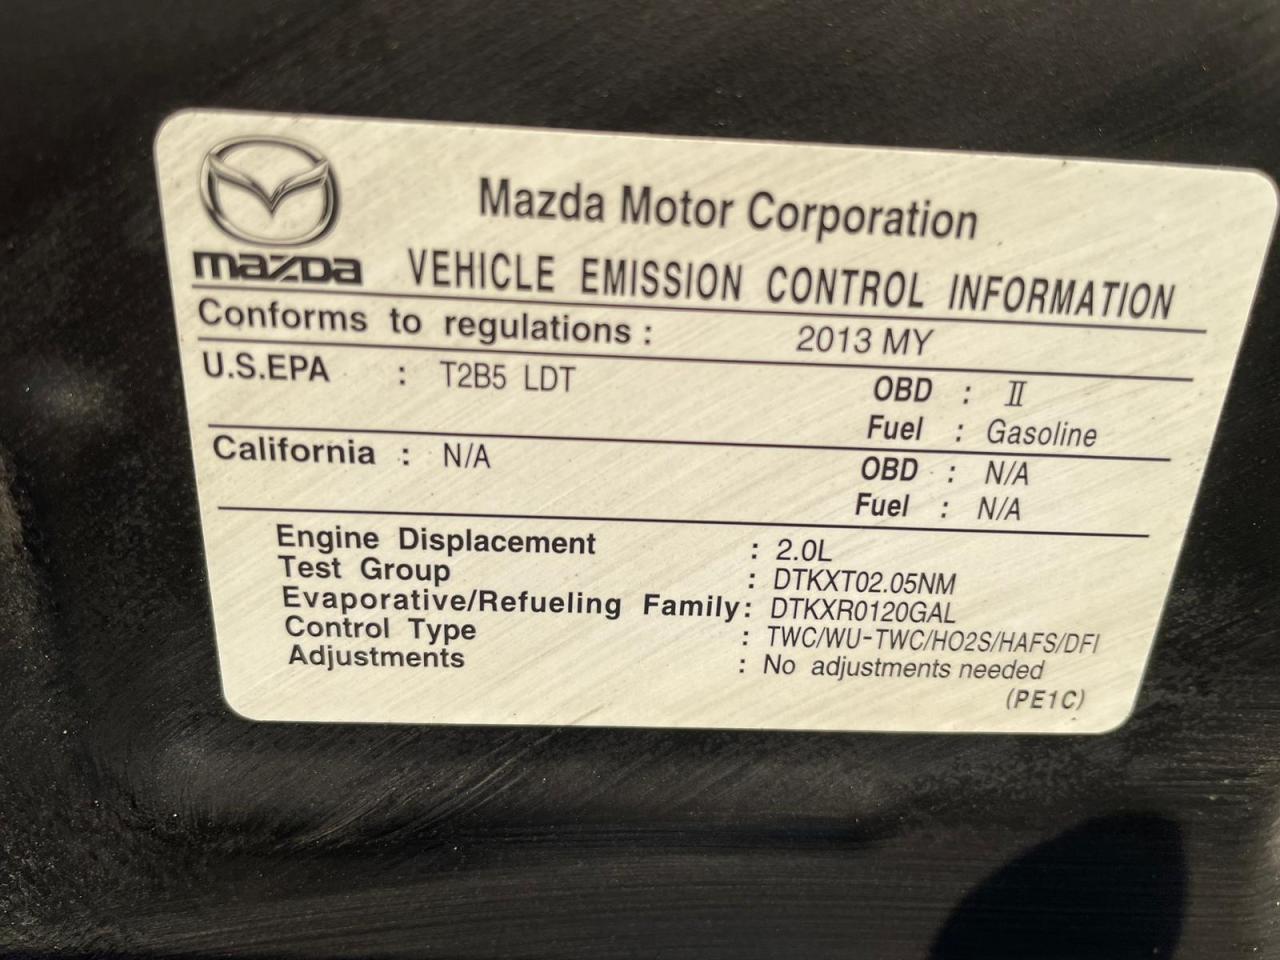 mazda
Mazda Motor Corporation
VEHICLE EMISSION CONTROL INFORMATION
Conforms to regulations : 2013 MY
U.S.EPA : T2B5 LDT OBD : II
Fuel : Gasoline
California : N/A OBD : N/A
Fuel : N/A
Engine Displacement : 2.0L
Test Group : DTKXT02.05NM
Evaporative/Refueling Family : DTKXR0120GAL
Control Type : TWC/WU-TWC/HO2S/HAFS/DFI
Adjustments : No adjustments needed
(PE1C)